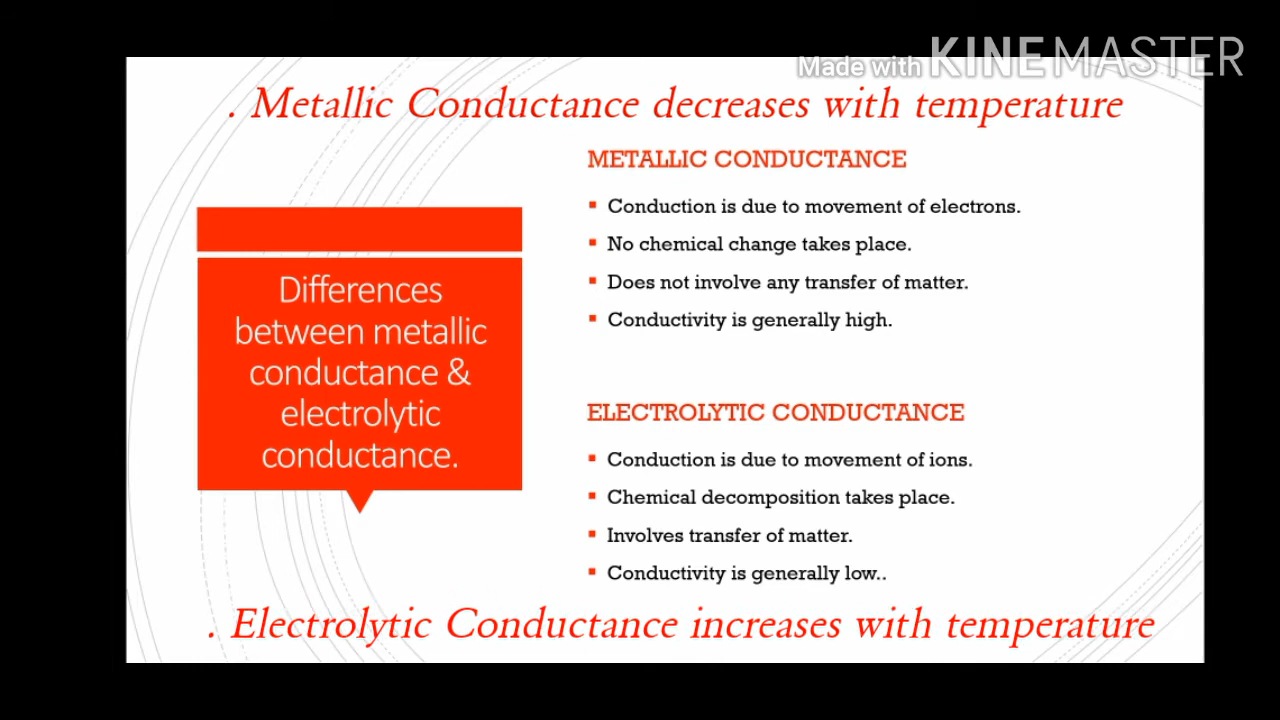 Made with KINEMASTER
. Metallic Conductance decreases with temperature
METALLIC CONDUCTANCE
▪ Conduction is due to movement of electrons.
▪ No chemical change takes place.
▪ Does not involve any transfer of matter.
▪ Conductivity is generally high.
Differences
between metallic
conductance &
electrolytic
conductance.
ELECTROLYTIC CONDUCTANCE
▪ Conduction is due to movement of ions.
▪ Chemical decomposition takes place.
▪ Involves transfer of matter.
▪ Conductivity is generally low..
. Electrolytic Conductance increases with temperature